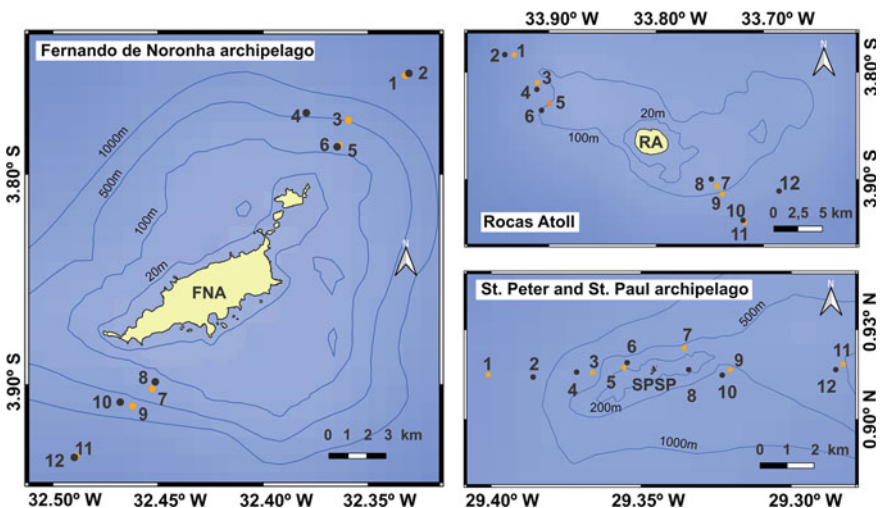 Fernando de Noronha archipelago
1 2
4 3
6 5
1000m
500m
100m
20m
N
FNA
8
7
10
9
11
12
0 1 2 3 km
3.80° S
3.90° S
32.50° W 32.45° W 32.40° W 32.35° W
33.90° W 33.80° W 33.70° W
2 1
3
4
5
6
20m
100m
N
RA
8 7
9
12
10
11
Rocas Atoll
0 2,5 5 km
3.80° S
3.90° S
St. Peter and St. Paul archipelago
N
500m
7
6
1 2 3
4
5
SPSP
9
8
10
11
12
200m
1000m
0 1 2 km
0.93° N
0.90° N
29.40° W 29.35° W 29.30° W